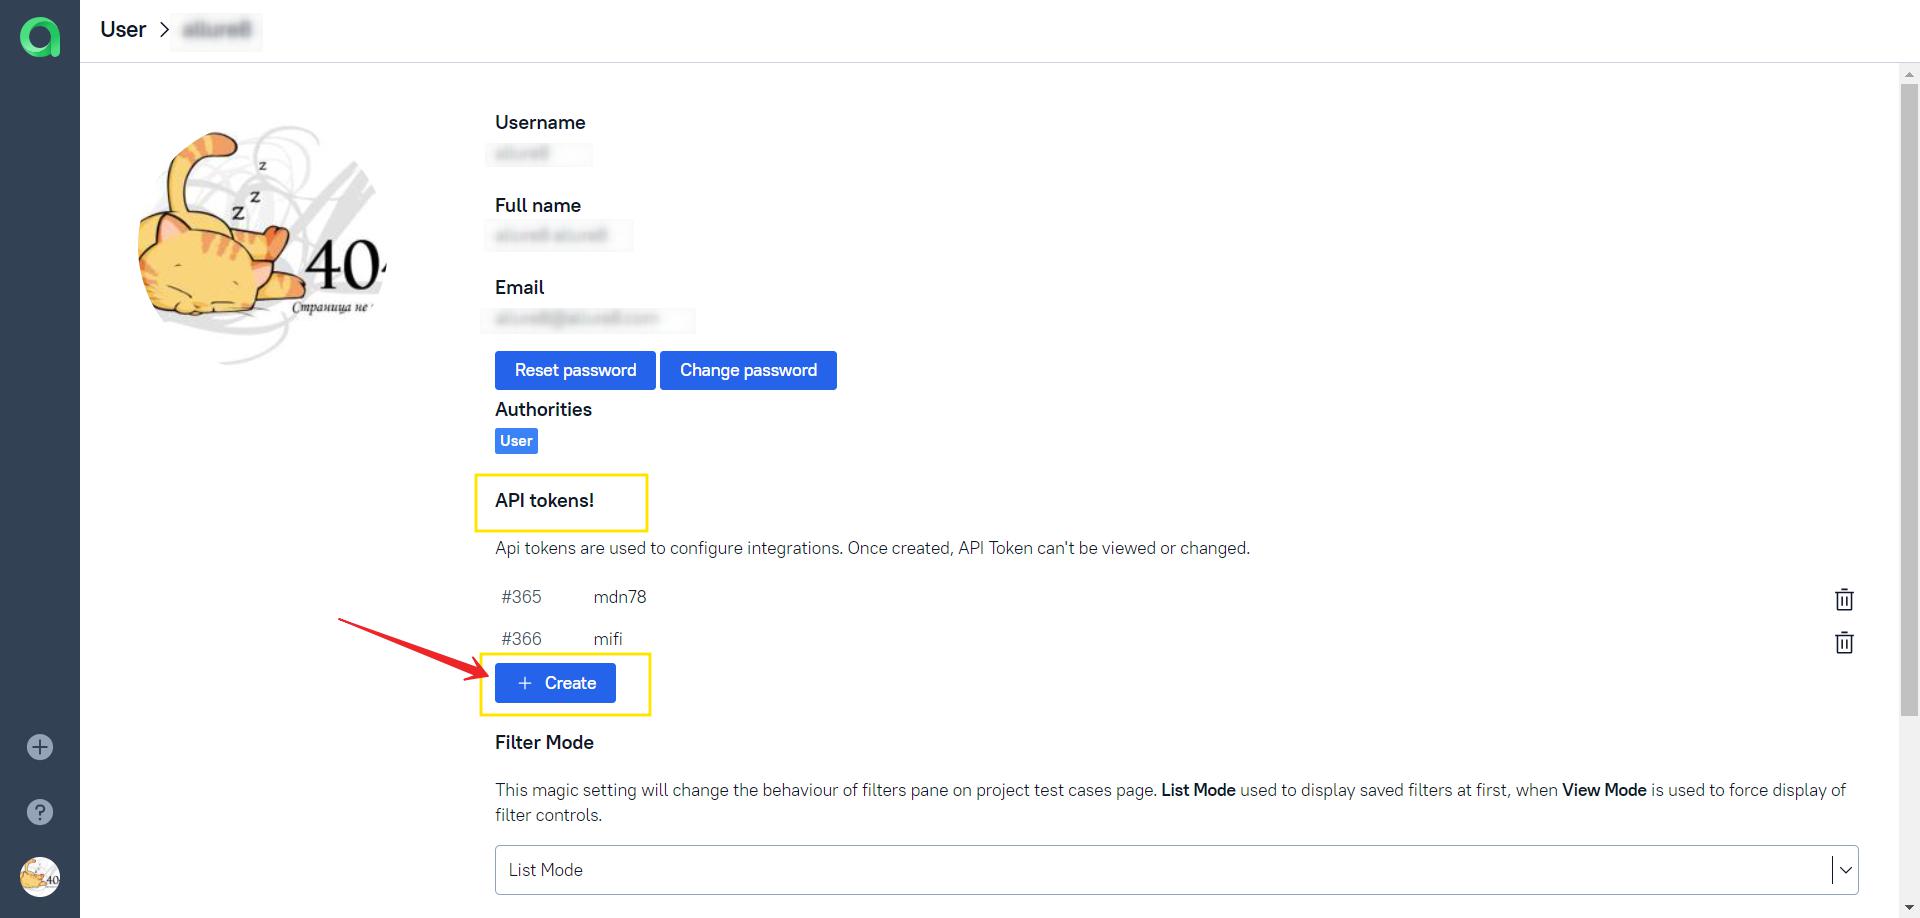 User >
z
z
z
404
Страница не
Username
Full name
Email
Reset password Change password
Authorities
User
API tokens!
Api tokens are used to configure integrations. Once created, API Token can't be viewed or changed.
#365 mdn78
#366 mifi
+ Create
Filter Mode
This magic setting will change the behaviour of filters pane on project test cases page. List Mode used to display saved filters at first, when View Mode is used to force display of
filter controls.
List Mode
?
40